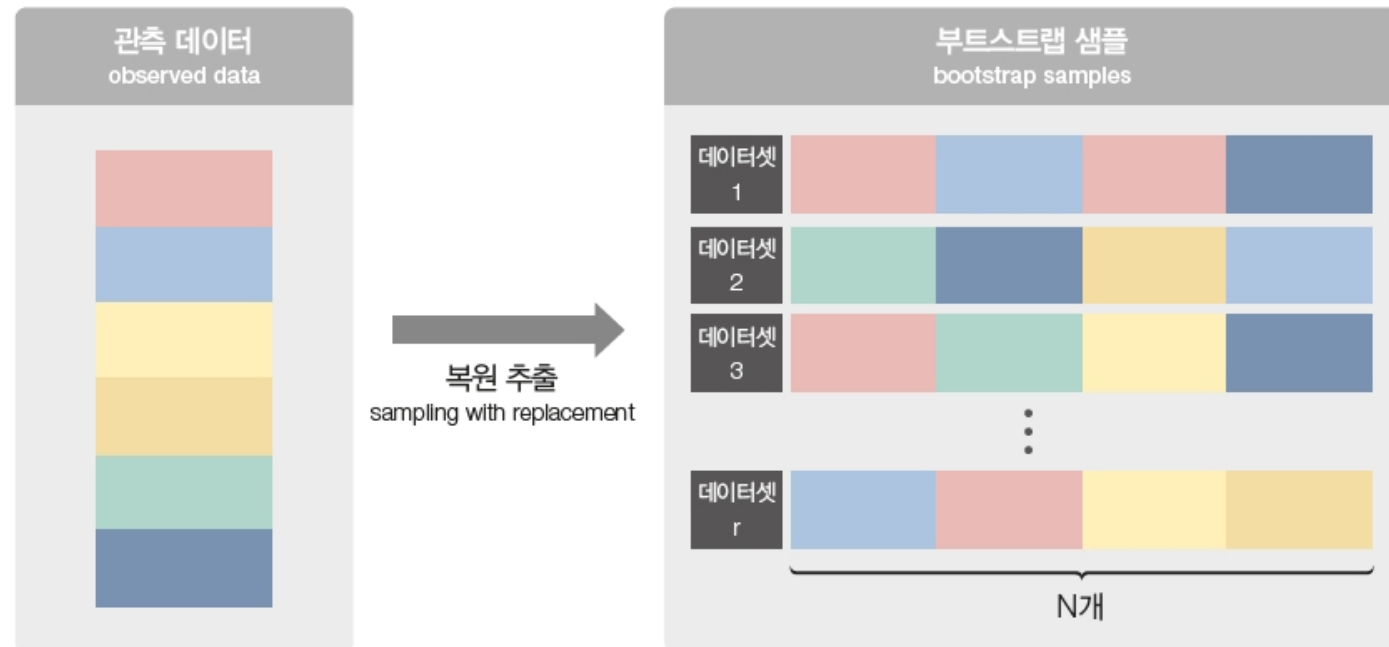 관측 데이터
observed data
복원 추출
sampling with replacement
부트스트랩 샘플
bootstrap samples
데이터셋
1
데이터셋
2
데이터셋
3
데이터셋
r
N개